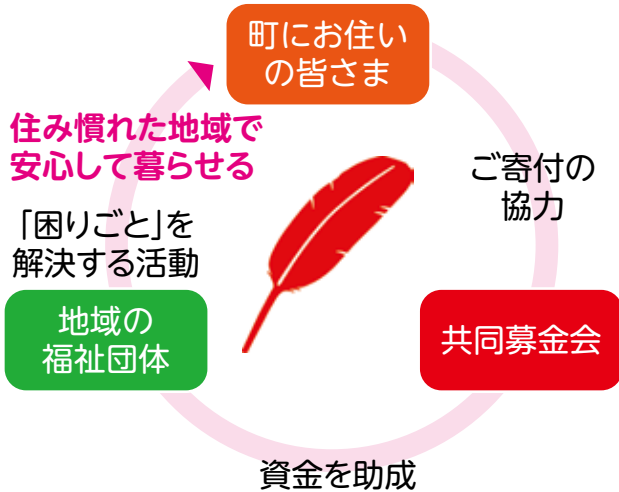 町にお住い
の皆さま
住み慣れた地域で
安心して暮らせる
ご寄付の
協力
「困りごと」を
解決する活動
地域の
福祉団体
共同募金会
資金を助成